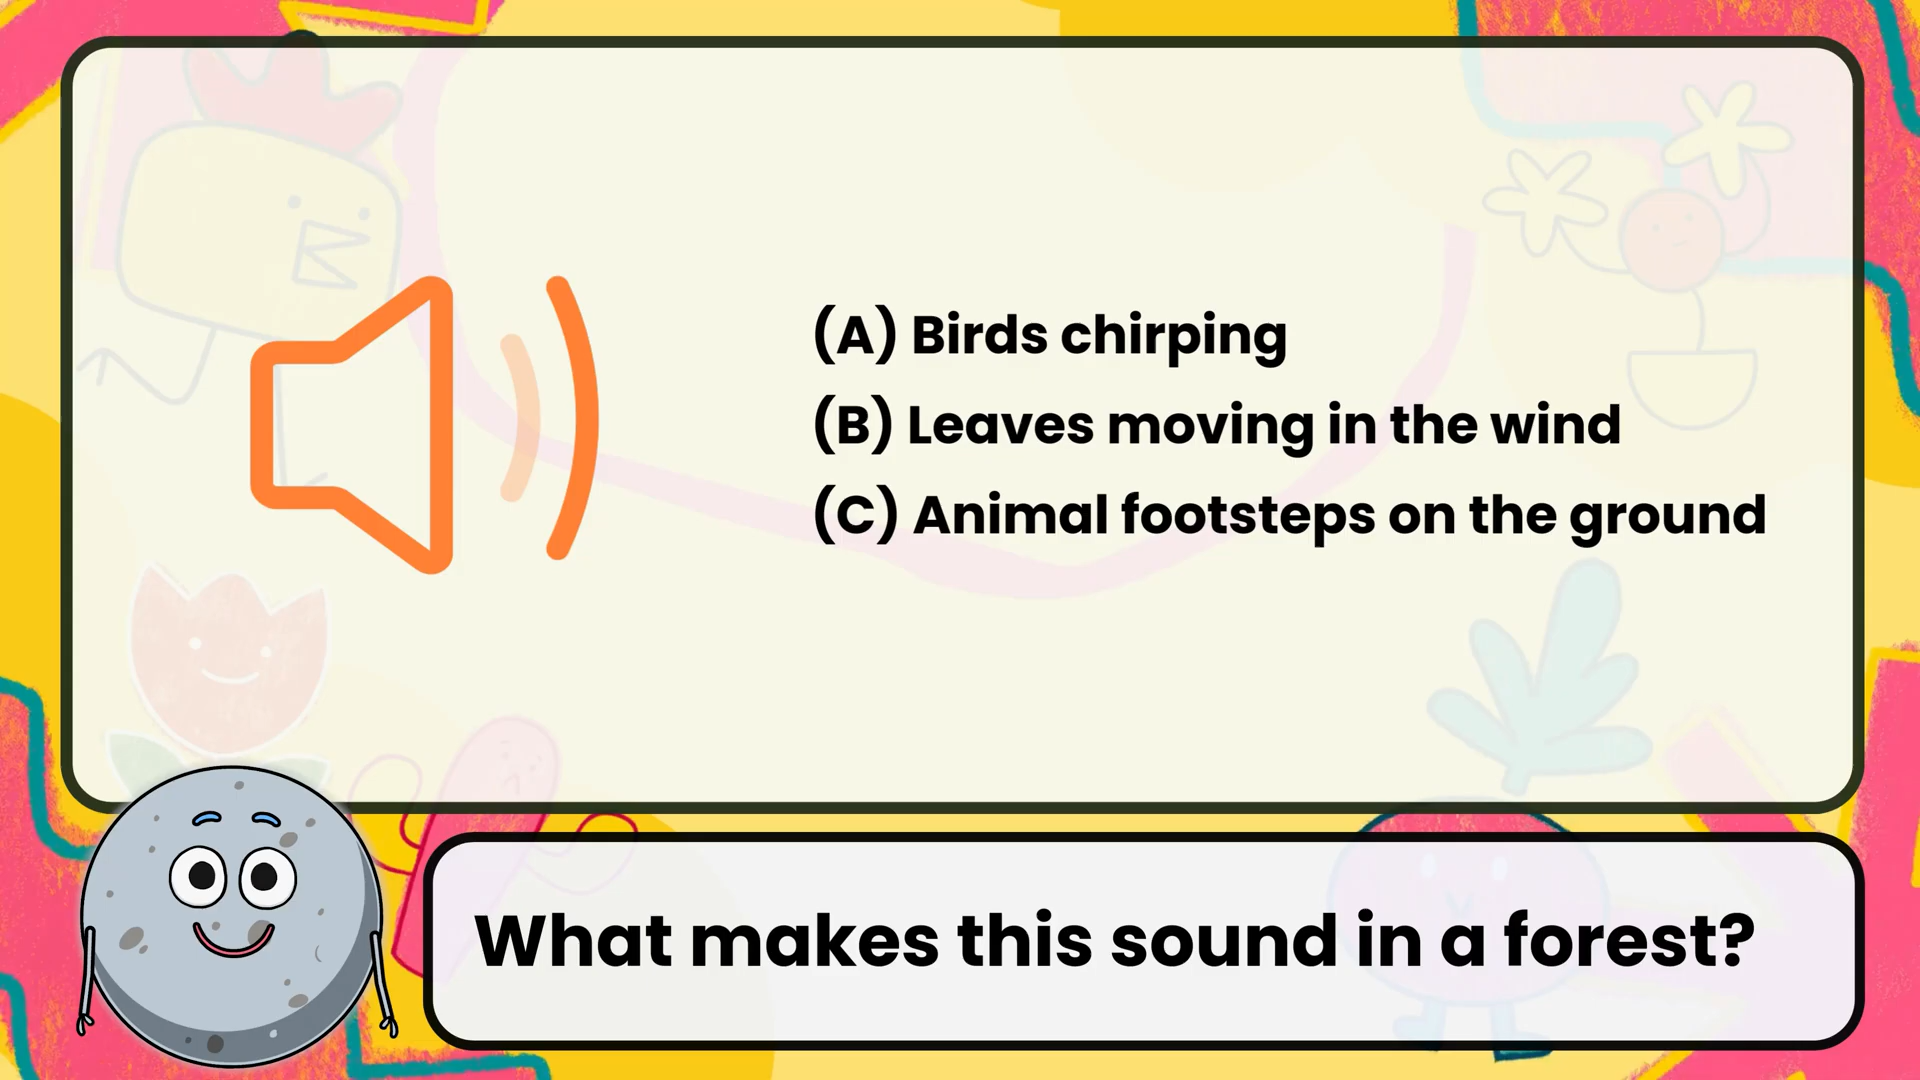 (A) Birds chirping
(B) Leaves moving in the wind
(C) Animal footsteps on the ground
What makes this sound in a forest?